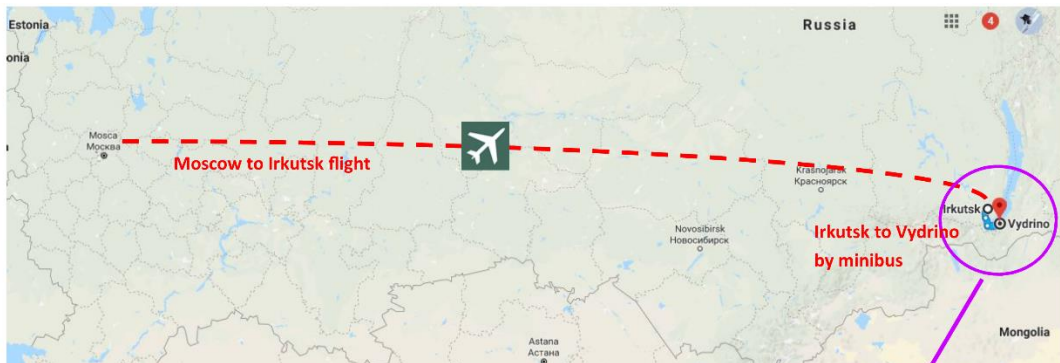 Estonia
onia
Russia
4
Mosca
Москва
Moscow to Irkutsk flight
Krasnojarsk
Красноярск
Irkutsk
Vydrino
Irkutsk to Vydrino
by minibus
Novosibirsk
Новосибирск
Astana
Астана
Mongolia